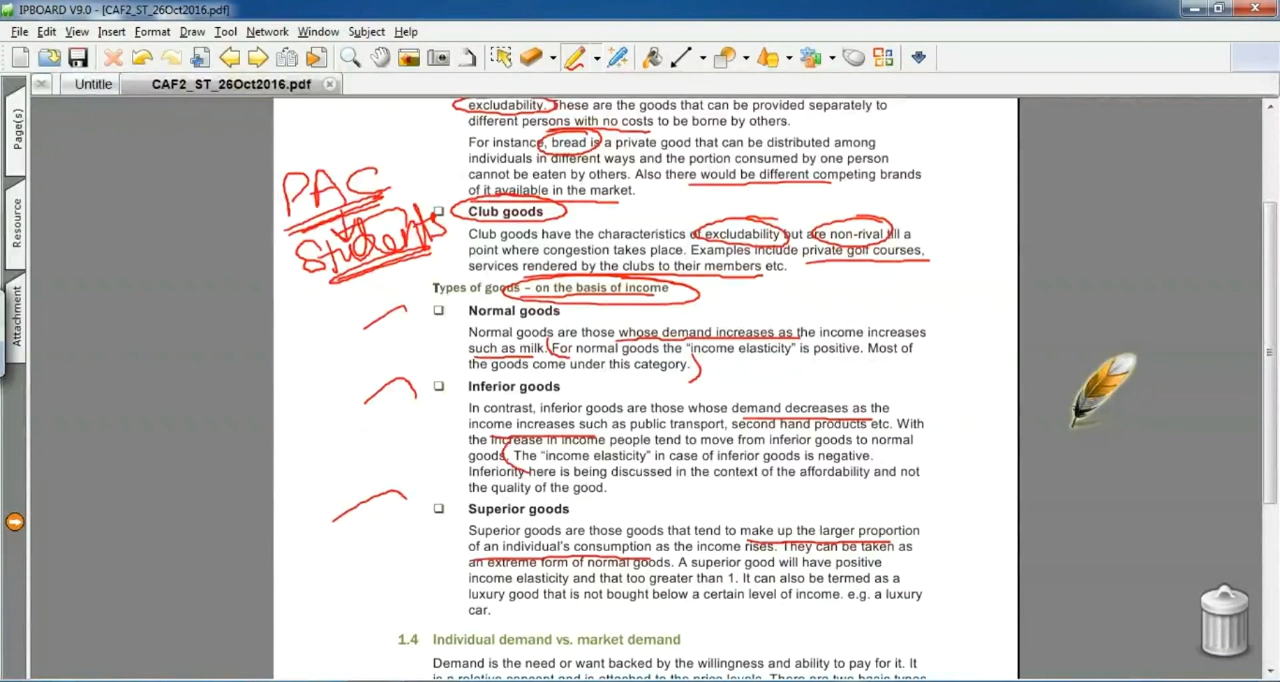 IPBOARD V9.0 - [CAF2_ST_26Oct2016.pdf]
File Edit View Insert Format Draw Tool Network Window Subject Help
Untitle CAF2_ST_26Oct2016.pdf
Page(s)
Resource
Attachment
excludability. These are the goods that can be provided separately to
different persons with no costs to be borne by others.
For instance, bread is a private good that can be distributed among
individuals in different ways and the portion consumed by one person
cannot be eaten by others. Also there would be different competing brands
of it available in the market.
PAC
Students
Club goods
Club goods have the characteristics of excludability but are non-rival till a
point where congestion takes place. Examples include private golf courses,
services rendered by the clubs to their members etc.
Types of goods – on the basis of income
Normal goods
Normal goods are those whose demand increases as the income increases
such as milk. For normal goods the “income elasticity” is positive. Most of
the goods come under this category.
Inferior goods
In contrast, inferior goods are those whose demand decreases as the
income increases such as public transport, second hand products etc. With
the increase in income people tend to move from inferior goods to normal
goods. The “income elasticity” in case of inferior goods is negative.
Inferiority here is being discussed in the context of the affordability and not
the quality of the good.
Superior goods
Superior goods are those goods that tend to make up the larger proportion
of an individual’s consumption as the income rises. They can be taken as
an extreme form of normal goods. A superior good will have positive
income elasticity and that too greater than 1. It can also be termed as a
luxury good that is not bought below a certain level of income. e.g. a luxury
car.
1.4 Individual demand vs. market demand
Demand is the need or want backed by the willingness and ability to pay for it. It
is a relative concept and is attached to the price levels. There are two basic types